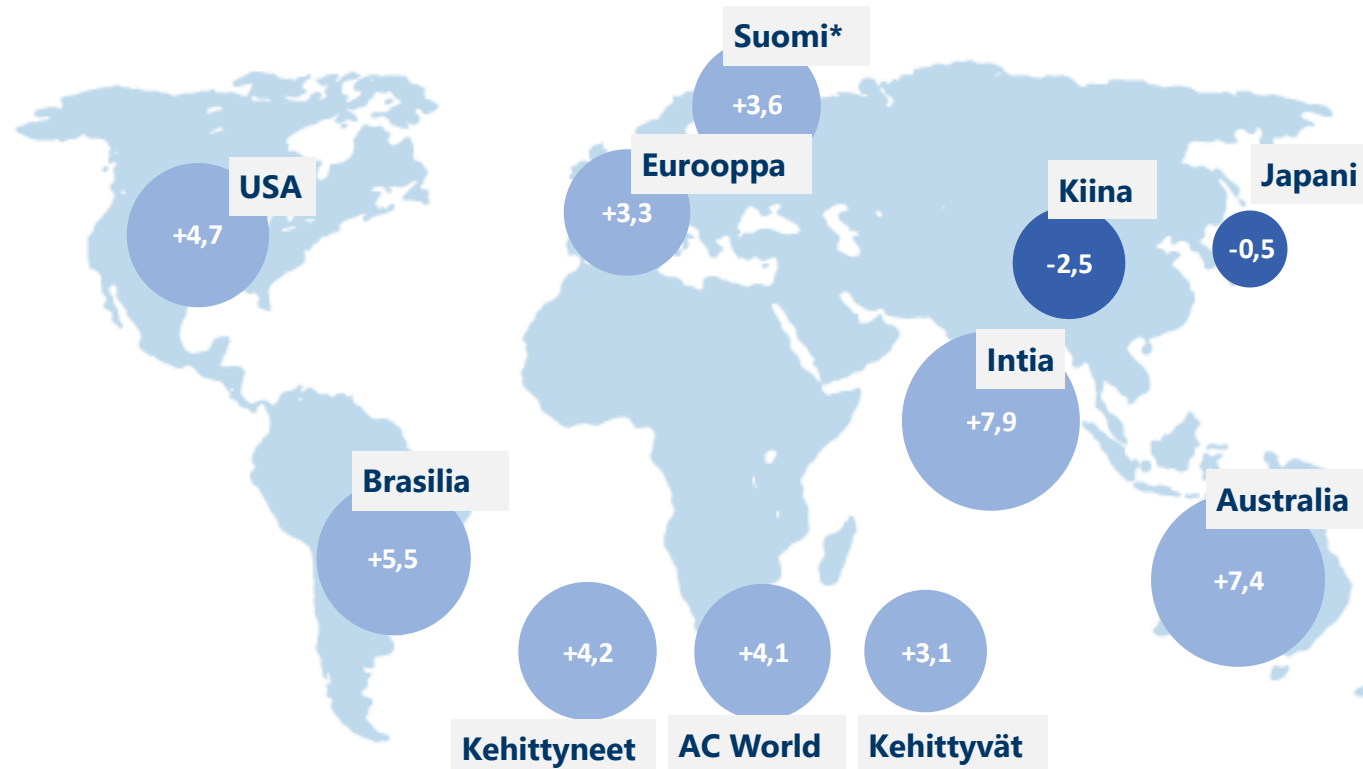 Suomi*
+3,6
Eurooppa
+3,3
USA
+4,7
Kiina
-2,5
Japani
-0,5
Intia
+7,9
Brasilia
+5,5
Australia
+7,4
+4,2
Kehittyneet
+4,1
AC World
+3,1
Kehittyvät